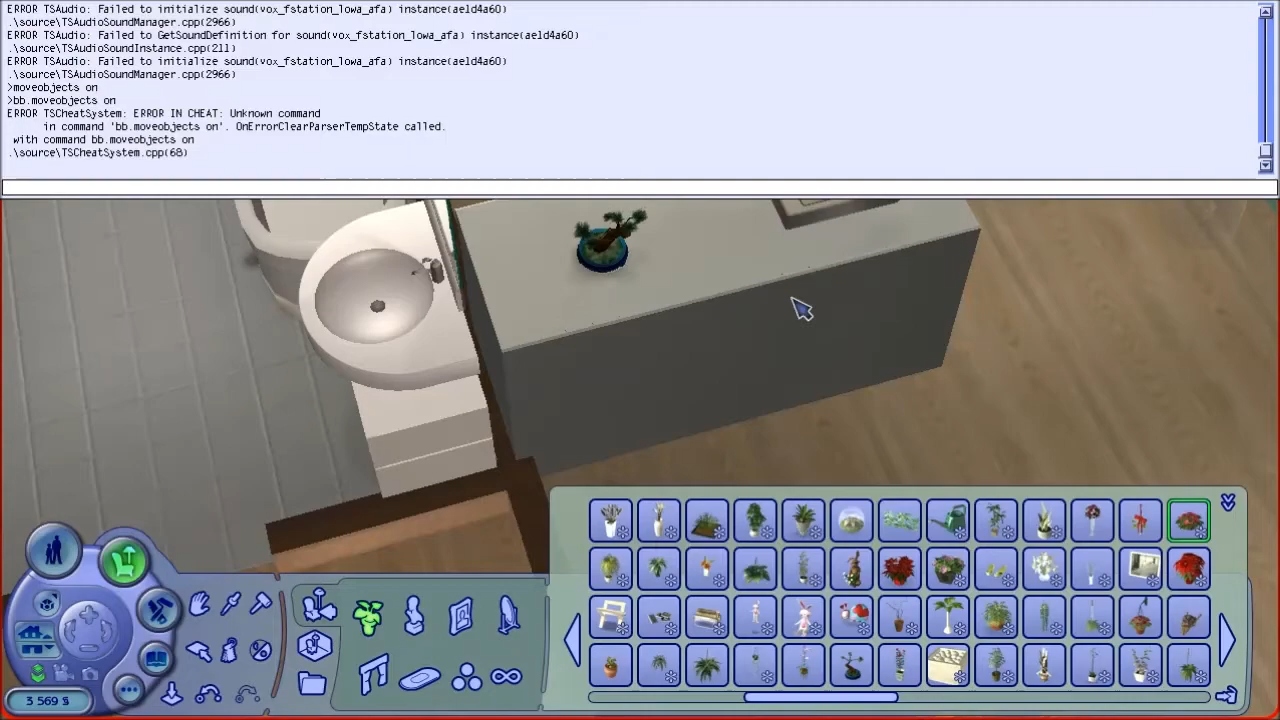 ERROR TSAudio: Failed to initialize sound(vox_fstation_lowa_afa) instance(aeld4a60)
.\source\TSAudioSoundManager.cpp(2966)
ERROR TSAudio: Failed to GetSoundDefinition for sound(vox_fstation_lowa_afa) instance(aeld4a60)
.\source\TSAudioSoundInstance.cpp(211)
ERROR TSAudio: Failed to initialize sound(vox_fstation_lowa_afa) instance(aeld4a60)
.\source\TSAudioSoundManager.cpp(2966)
>moveobjects on
>bb.moveobjects on
ERROR TSCheatSystem: ERROR IN CHEAT: Unknown command
in command 'bb.moveobjects on'. OnErrorClearParserTempState called.
with command bb.moveobjects on
.\source\TSCheatSystem.cpp(68)
3 569 §